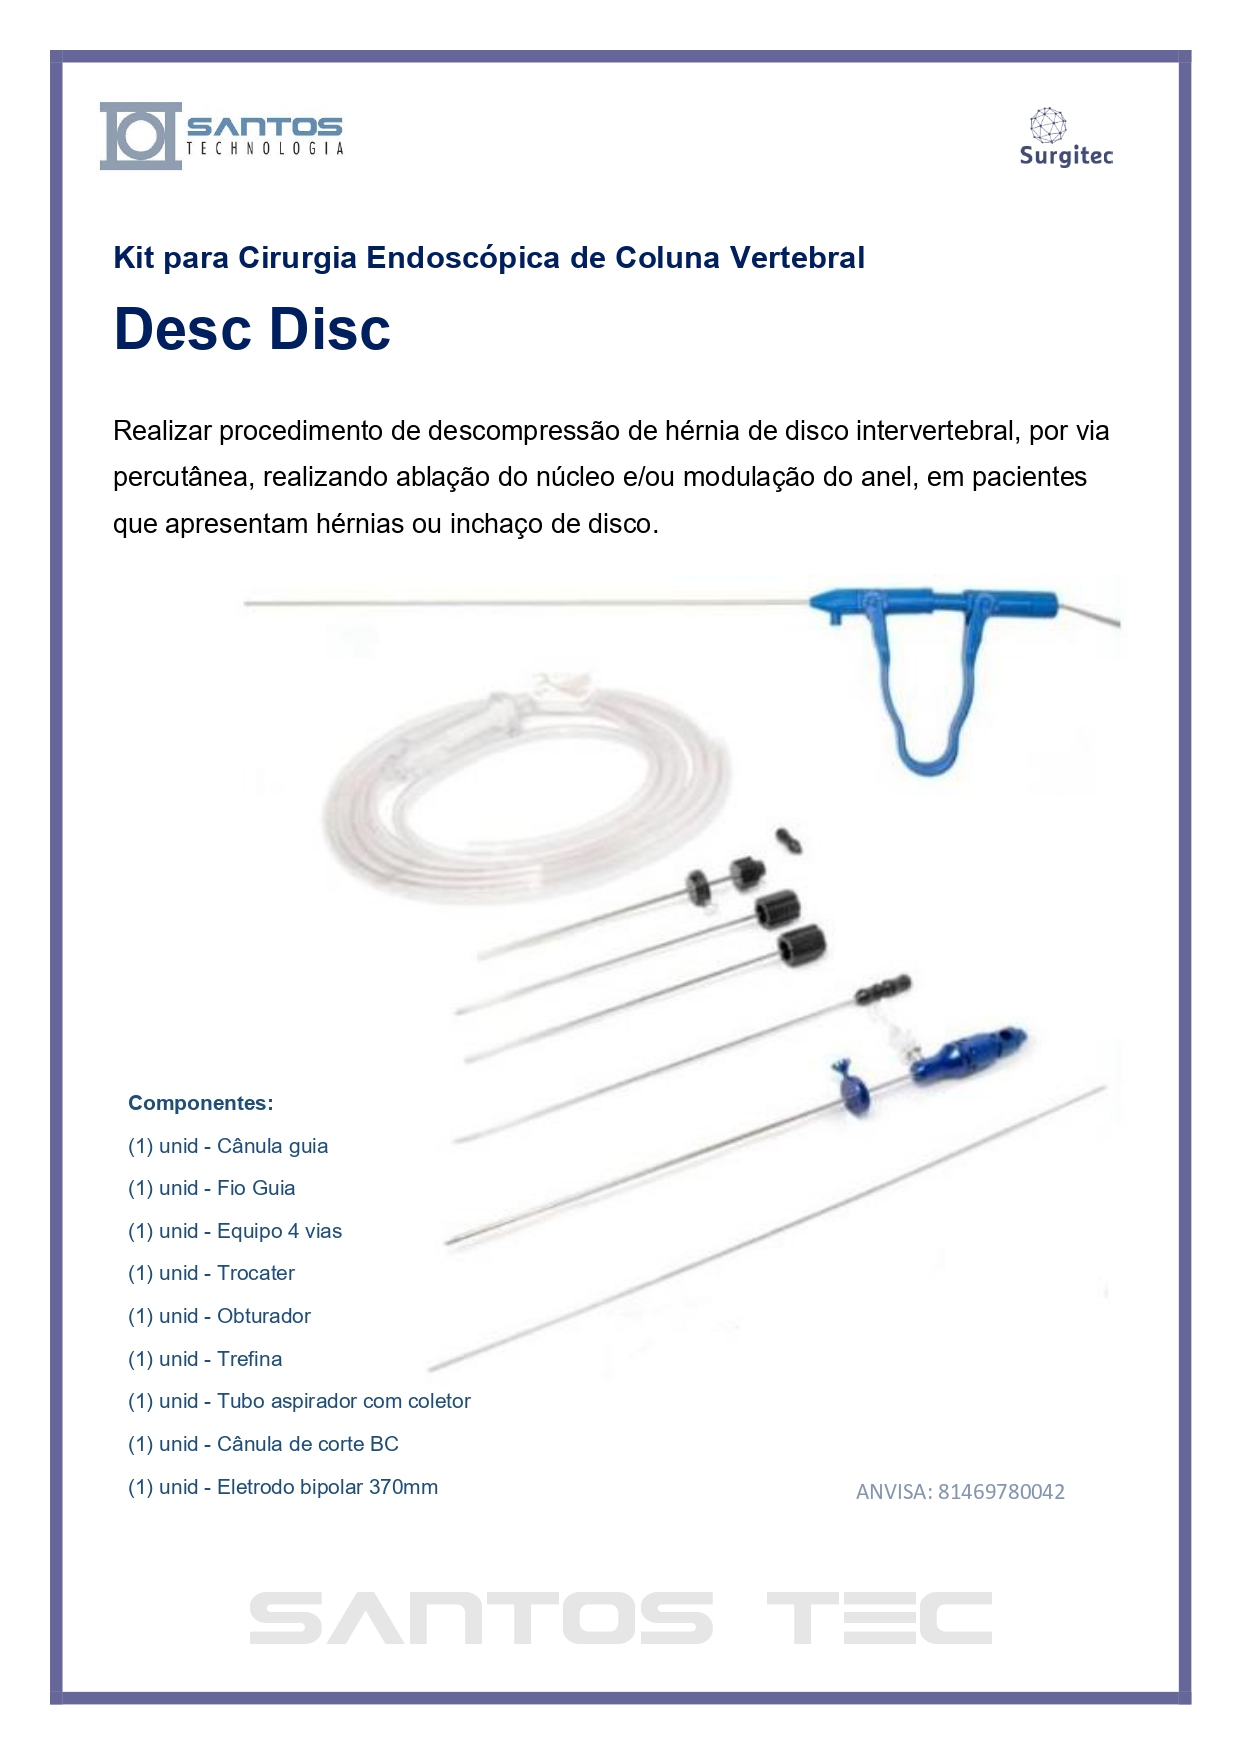 SANTOS
TECHNOLOGIA
Surgitec
Kit para Cirurgia Endoscópica de Coluna Vertebral
Desc Disc
Realizar procedimento de descompressão de hérnia de disco intervertebral, por via
percutânea, realizando ablação do núcleo e/ou modulação do anel, em pacientes
que apresentam hérnias ou inchaço de disco.
Componentes:
(1) unid - Cânula guia
(1) unid - Fio Guia
(1) unid - Equipo 4 vias
(1) unid - Trocater
(1) unid - Obturador
(1) unid - Trefina
(1) unid - Tubo aspirador com coletor
(1) unid - Cânula de corte BC
(1) unid - Eletrodo bipolar 370mm
ANVISA: 81469780042
SANTOS TEC